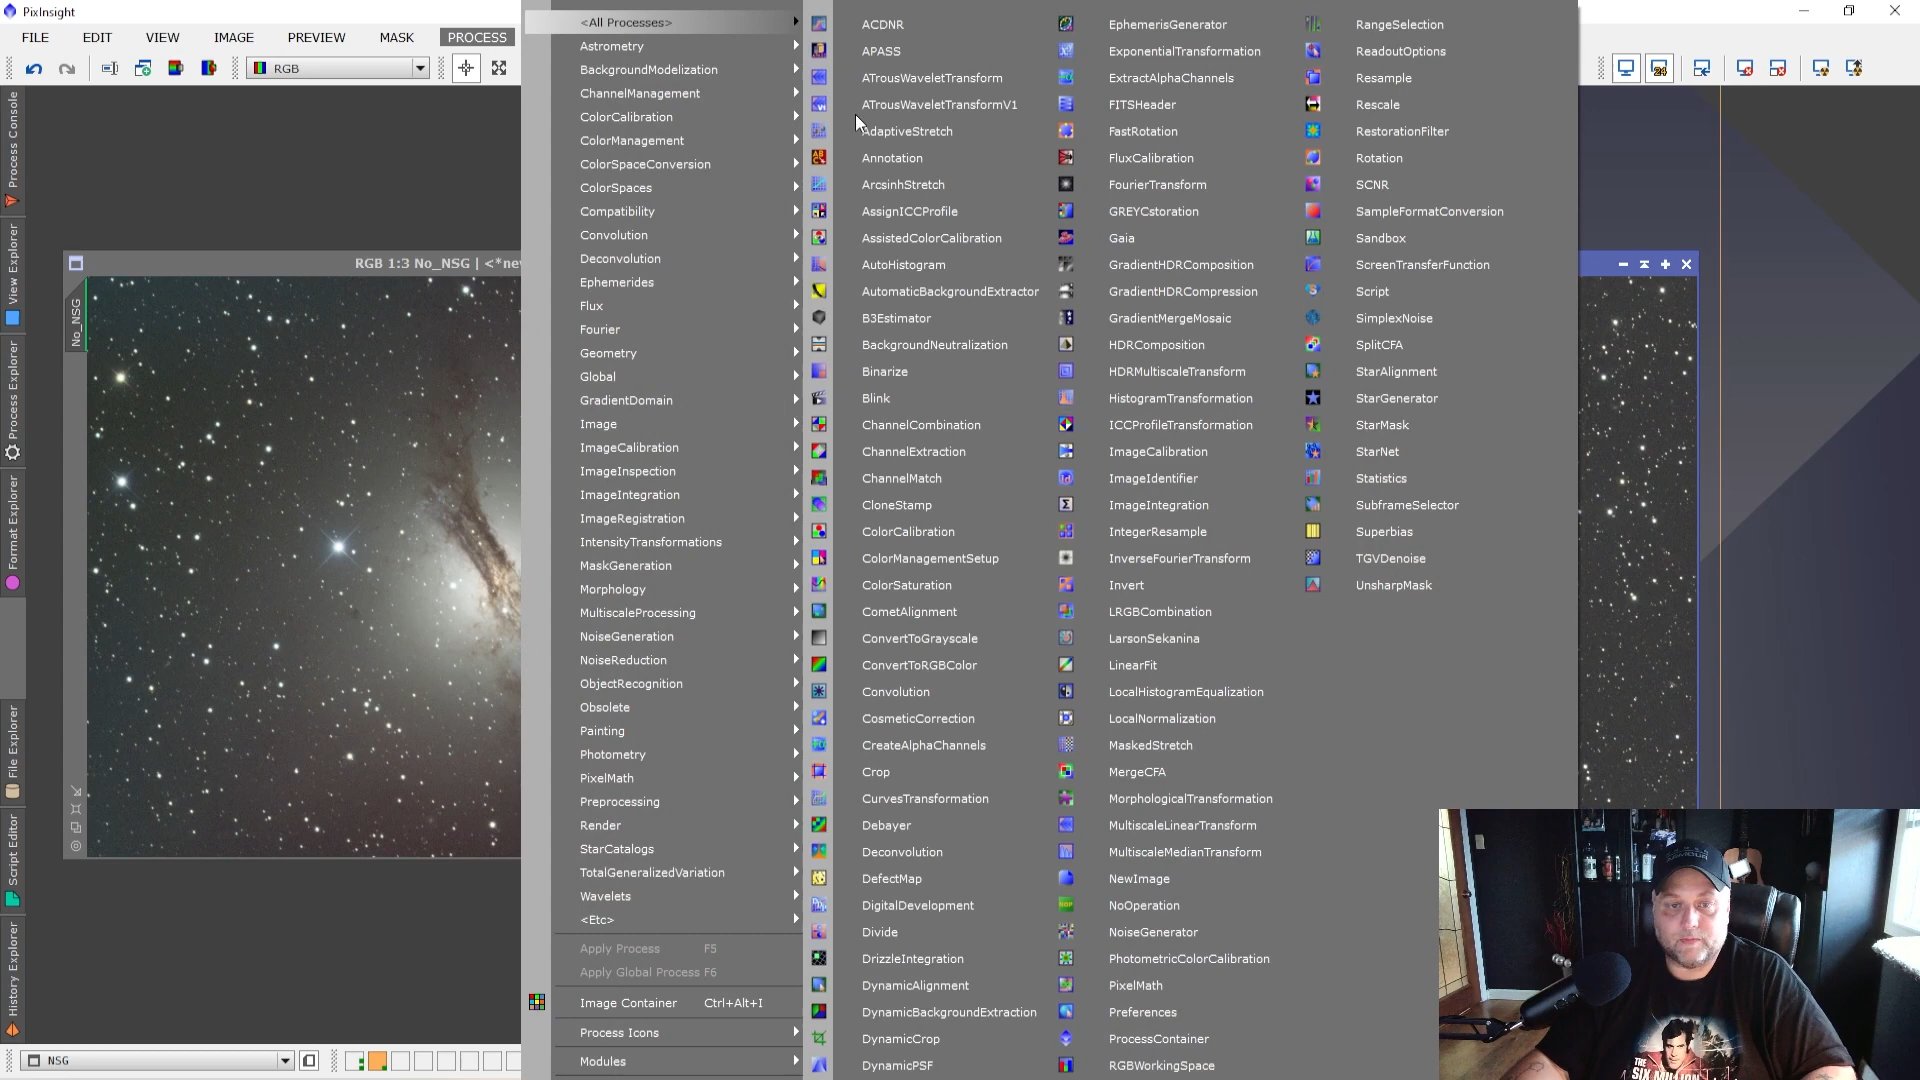 PixInsight
FILE EDIT VIEW IMAGE PREVIEW MASK PROCESS
RGB
24
Process Console
View Explorer
Process Explorer
Format Explorer
File Explorer
Script Editor
History Explorer
RGB 1:3 No_NSG | <*new
No_NSG
NSG
<All Processes>
Astrometry
BackgroundModelization
ChannelManagement
ColorCalibration
ColorManagement
ColorSpaceConversion
ColorSpaces
Compatibility
Convolution
Deconvolution
Ephemerides
Flux
Fourier
Geometry
Global
GradientDomain
Image
ImageCalibration
ImageInspection
ImageIntegration
ImageRegistration
IntensityTransformations
MaskGeneration
Morphology
MultiscaleProcessing
NoiseGeneration
NoiseReduction
ObjectRecognition
Obsolete
Painting
Photometry
PixelMath
Preprocessing
Render
StarCatalogs
TotalGeneralizedVariation
Wavelets
<Etc>
Apply Process F5
Apply Global Process F6
Image Container Ctrl+Alt+I
Process Icons
Modules
ACDNR
APASS
ATrousWaveletTransform
ATrousWaveletTransformV1
AdaptiveStretch
Annotation
ArcsinhStretch
AssignICCProfile
AssistedColorCalibration
AutoHistogram
AutomaticBackgroundExtractor
B3Estimator
BackgroundNeutralization
Binarize
Blink
ChannelCombination
ChannelExtraction
ChannelMatch
CloneStamp
ColorCalibration
ColorManagementSetup
ColorSaturation
CometAlignment
ConvertToGrayscale
ConvertToRGBColor
Convolution
CosmeticCorrection
CreateAlphaChannels
Crop
CurvesTransformation
Debayer
Deconvolution
DefectMap
DigitalDevelopment
Divide
DrizzleIntegration
DynamicAlignment
DynamicBackgroundExtraction
DynamicCrop
DynamicPSF
EphemerisGenerator
ExponentialTransformation
ExtractAlphaChannels
FITSHeader
FastRotation
FluxCalibration
FourierTransform
GREYCstoration
Gaia
GradientHDRComposition
GradientHDRCompression
GradientMergeMosaic
HDRComposition
HDRMultiscaleTransform
HistogramTransformation
ICCProfileTransformation
ImageCalibration
ImageIdentifier
ImageIntegration
IntegerResample
InverseFourierTransform
Invert
LRGBCombination
LarsonSekanina
LinearFit
LocalHistogramEqualization
LocalNormalization
MaskedStretch
MergeCFA
MorphologicalTransformation
MultiscaleLinearTransform
MultiscaleMedianTransform
NewImage
NoOperation
NoiseGenerator
PhotometricColorCalibration
PixelMath
Preferences
ProcessContainer
RGBWorkingSpace
RangeSelection
ReadoutOptions
Resample
Rescale
RestorationFilter
Rotation
SCNR
SampleFormatConversion
Sandbox
ScreenTransferFunction
Script
SimplexNoise
SplitCFA
StarAlignment
StarGenerator
StarMask
StarNet
Statistics
SubframeSelector
Superbias
TGVDenoise
UnsharpMask
ARMOUR
THE
SIX MILLION